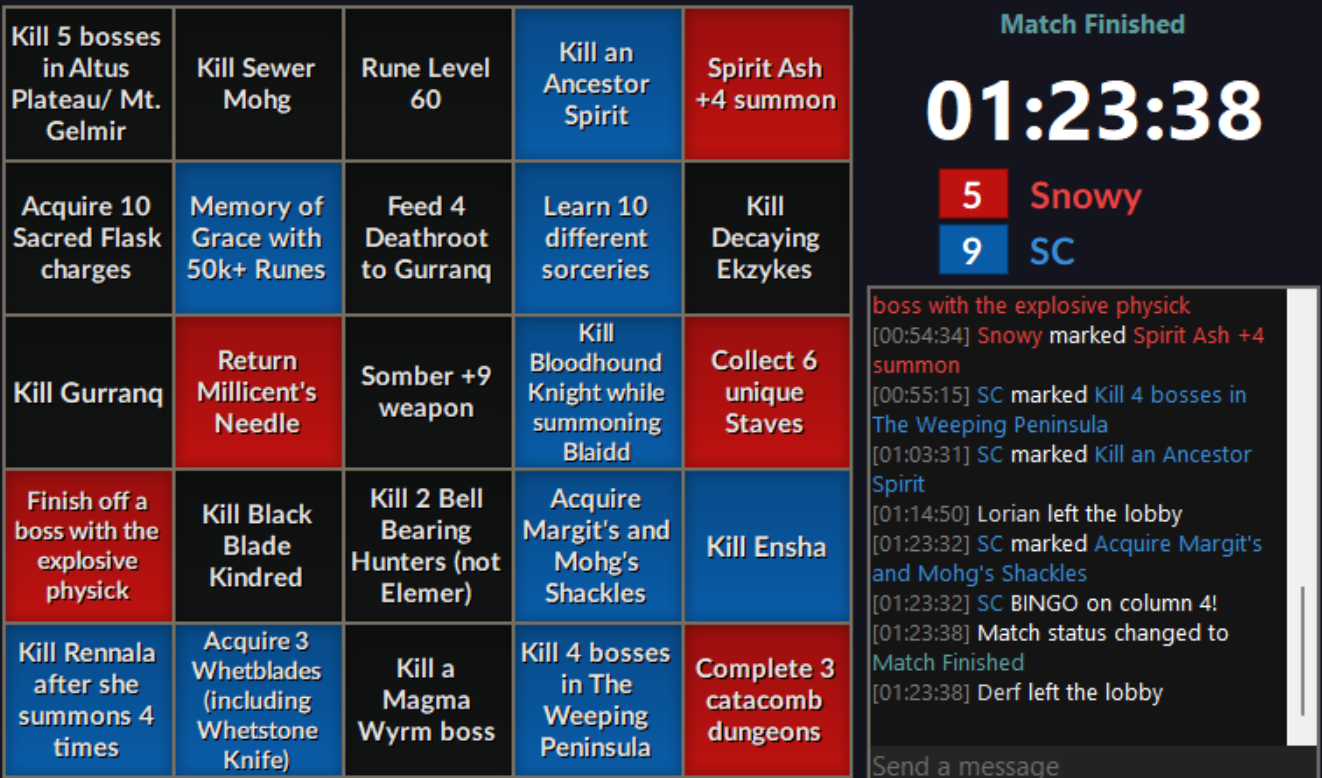 Kill 5 bosses
in Altus
Plateau/ Mt.
Gelmir
Kill Sewer
Mohg
Rune Level
60
Kill an
Ancestor
Spirit
Spirit Ash
+4 summon
Acquire 10
Sacred Flask
charges
Memory of
Grace with
50k+ Runes
Feed 4
Deathroot
to Gurranq
Learn 10
different
sorceries
Kill
Decaying
Ekzykes
Kill Gurranq
Return
Millicent's
Needle
Somber +9
weapon
Kill
Bloodhound
Knight while
summoning
Blaidd
Collect 6
unique
Staves
Finish off a
boss with the
explosive
physick
Kill Black
Blade
Kindred
Kill 2 Bell
Bearing
Hunters (not
Elemer)
Acquire
Margit's and
Mohg's
Shackles
Kill Ensha
Kill Rennala
after she
summons 4
times
Acquire 3
Whetblades
(including
Whetstone
Knife)
Kill a
Magma
Wyrm boss
Kill 4 bosses
in The
Weeping
Peninsula
Complete 3
catacomb
dungeons
Match Finished
01:23:38
5 Snowy
9 SC
boss with the explosive physick
[00:54:34] Snowy marked Spirit Ash +4
summon
[00:55:15] SC marked Kill 4 bosses in
The Weeping Peninsula
[01:03:31] SC marked Kill an Ancestor
Spirit
[01:14:50] Lorian left the lobby
[01:23:32] SC marked Acquire Margit's
and Mohg's Shackles
[01:23:32] SC BINGO on column 4!
[01:23:38] Match status changed to
Match Finished
[01:23:38] Derf left the lobby
Send a message